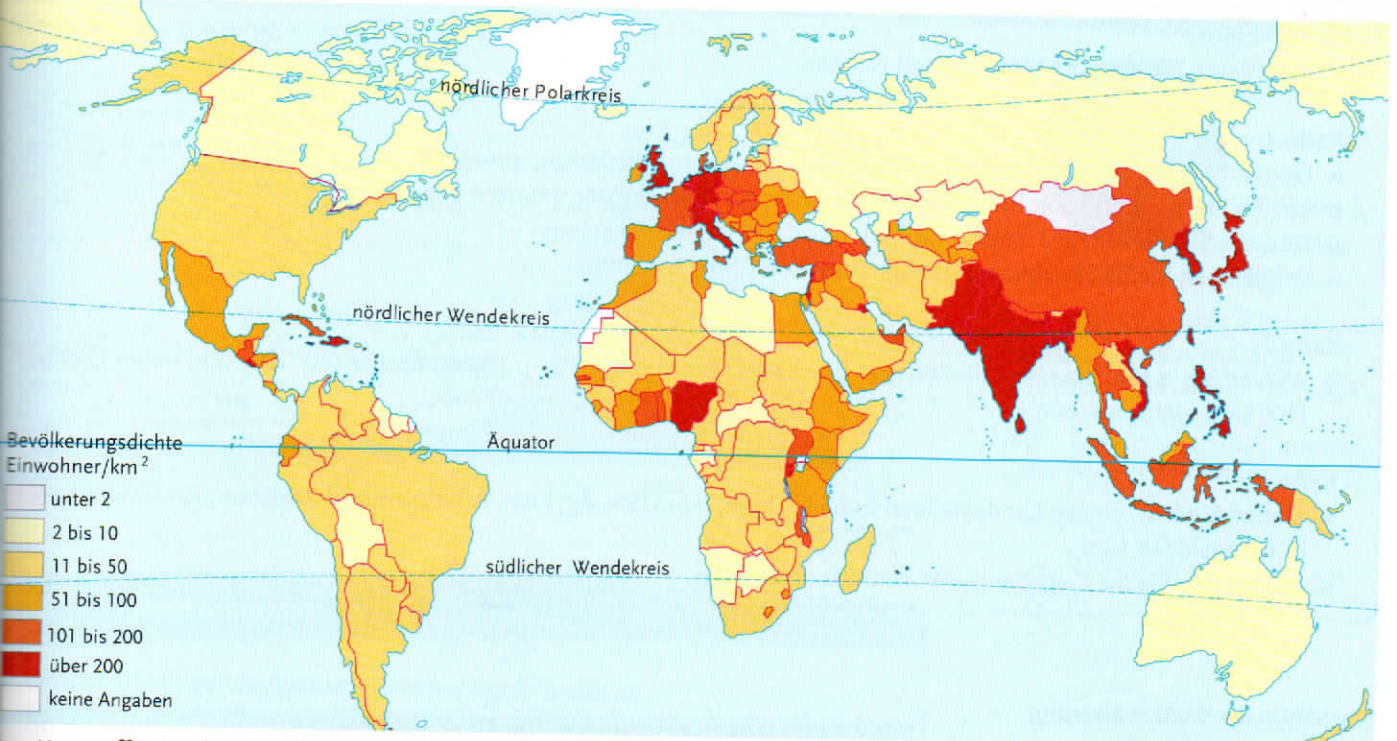 nördlicher Polarkreis
nördlicher Wendekreis
Äquator
südlicher Wendekreis
Bevölkerungsdichte
Einwohner/km²
unter 2
2 bis 10
11 bis 50
51 bis 100
101 bis 200
über 200
keine Angaben